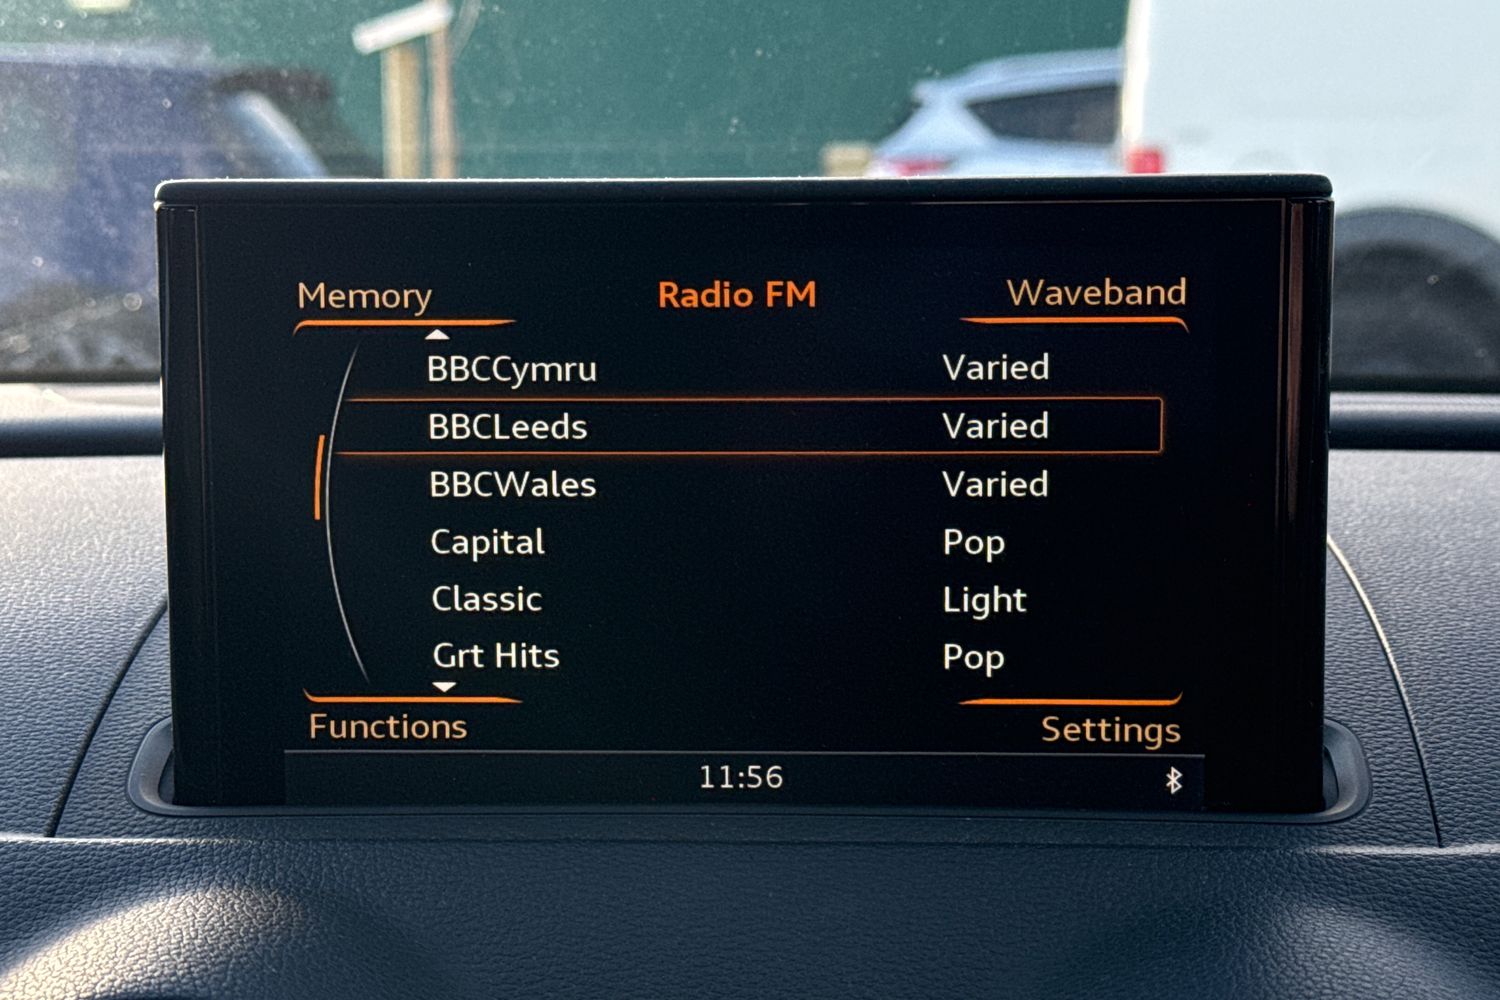 Memory Radio FM Waveband
BBCCymru Varied
BBCLeeds Varied
BBCWales Varied
Capital Pop
Classic Light
Grt Hits Pop
Functions Settings
11:56